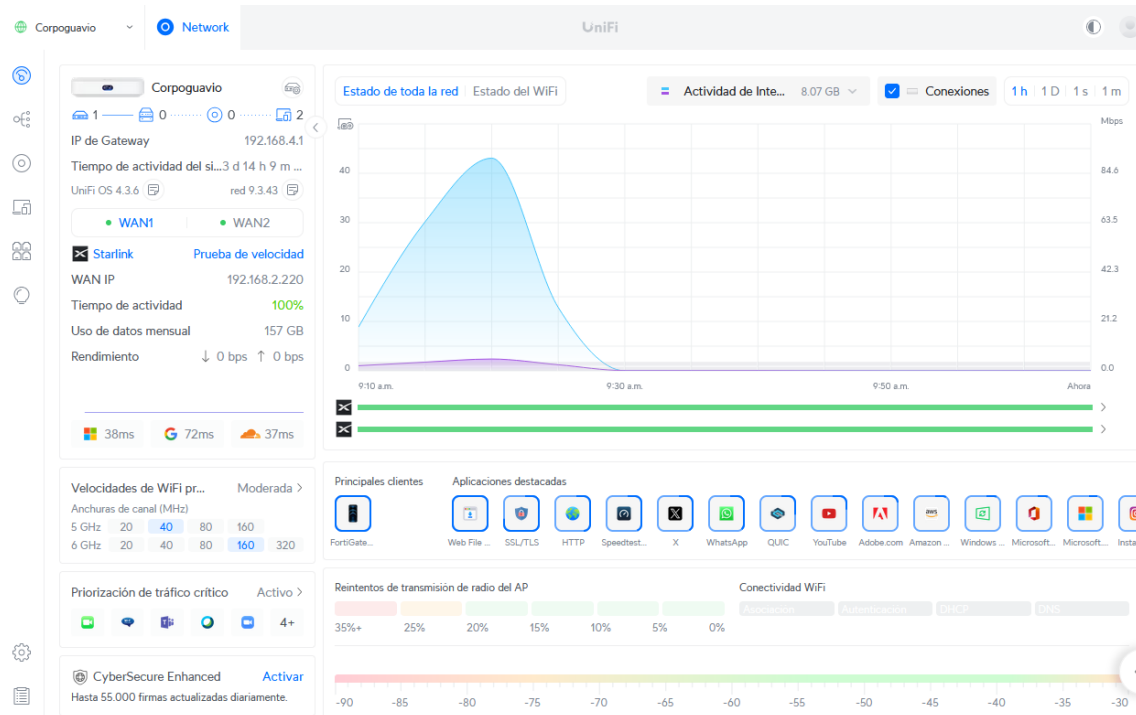 Corpoguavio
Network
UniFi
Corpoguavio
1 0 0 2
IP de Gateway 192.168.4.1
Tiempo de actividad del si...3 d 14 h 9 m ...
UniFi OS 4.3.6 red 9.3.43
WAN1 WAN2
Starlink Prueba de velocidad
WAN IP 192.168.2.220
Tiempo de actividad 100%
Uso de datos mensual 157 GB
Rendimiento ↓ 0 bps ↑ 0 bps
38ms 72ms 37ms
Velocidades de WiFi pr... Moderada >
Anchuras de canal (MHz)
5 GHz 20 40 80 160
6 GHz 20 40 80 160 320
Priorización de tráfico crítico Activo >
4+
CyberSecure Enhanced Activar
Hasta 55.000 firmas actualizadas diariamente.
Estado de toda la red Estado del WiFi
Actividad de Inte... 8.07 GB
Conexiones
1 h 1 D 1 s 1 m
Mbps
40 84.6
30 63.5
20 42.3
10 21.2
0 0.0
9:10 a.m. 9:30 a.m. 9:50 a.m. Ahora
Principales clientes Aplicaciones destacadas
FortiGate... Web File ... SSL/TLS HTTP Speedtest... X WhatsApp QUIC YouTube Adobe.com Amazon ... Windows ... Microsoft... Microsoft... Insta
Reintentos de transmisión de radio del AP Conectividad WiFi
Asociación Autenticación DHCP DNS
35%+ 25% 20% 15% 10% 5% 0%
-90 -85 -80 -75 -70 -65 -60 -55 -50 -45 -40 -35 -30